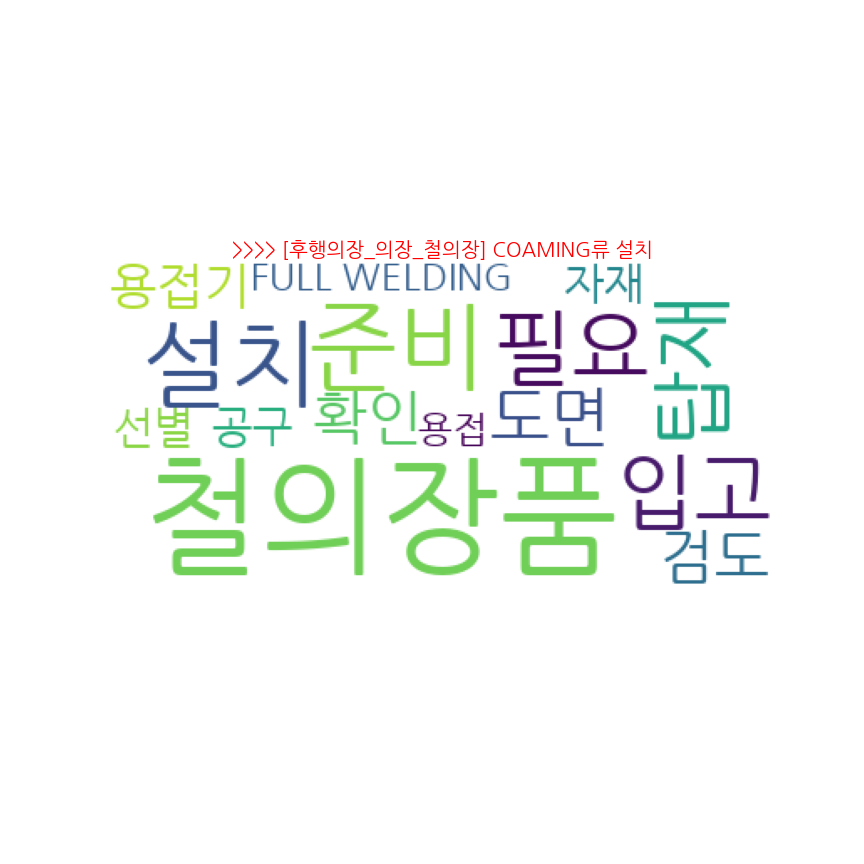 >>>> [후행의장_의장_철의장] COAMING류 설치
용접기 FULL WELDING 자재
설치 준비 필요 탑재
선별 공구 확인 용접 도면
철의장품 입고
검도